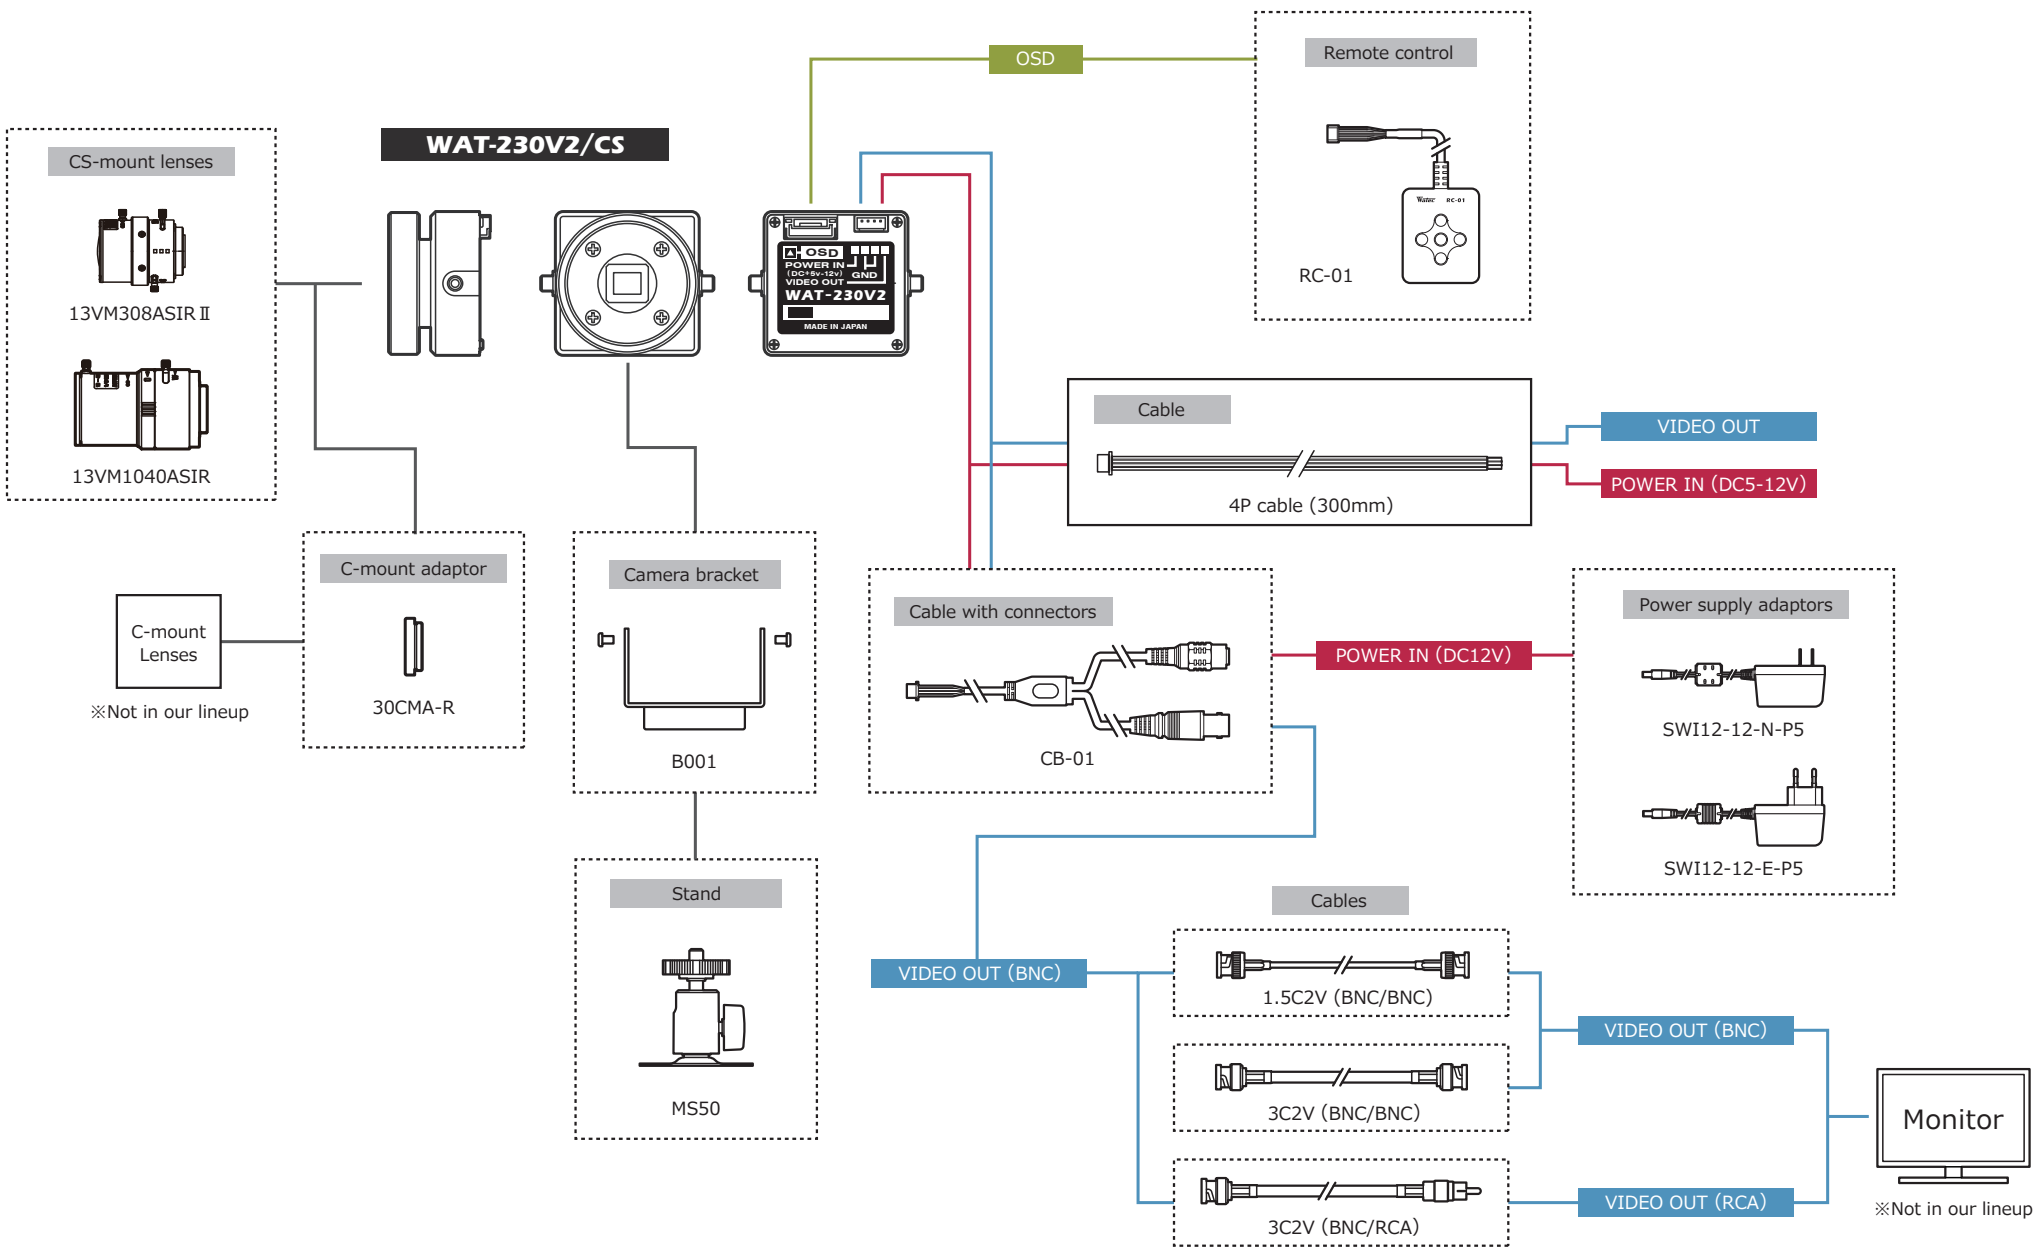 OSD
Remote control
Watec RC-01
RC-01
WAT-230V2/CS
CS-mount lenses
13VM308ASIRⅡ
13VM1040ASIR
OSD
POWER IN
(DC+5v-12v)
GND
VIDEO OUT
WAT-230V2
MADE IN JAPAN
Cable
4P cable (300mm)
VIDEO OUT
POWER IN (DC5-12V)
C-mount adaptor
30CMA-R
C-mount
Lenses
※Not in our lineup
Camera bracket
B001
Cable with connectors
CB-01
POWER IN (DC12V)
Power supply adaptors
SWI12-12-N-P5
SWI12-12-E-P5
Stand
MS50
Cables
VIDEO OUT (BNC)
1.5C2V (BNC/BNC)
3C2V (BNC/BNC)
3C2V (BNC/RCA)
VIDEO OUT (BNC)
VIDEO OUT (RCA)
Monitor
※Not in our lineup